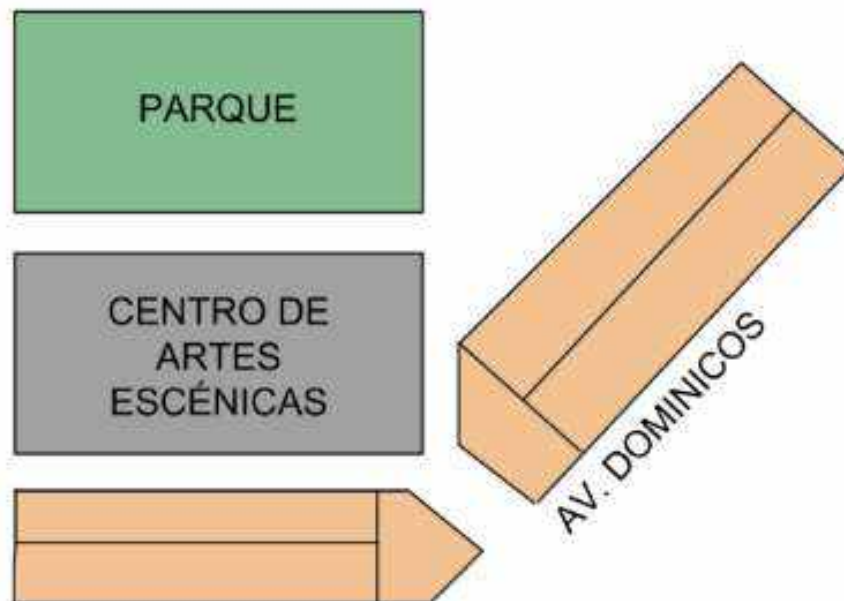 PARQUE
CENTRO DE
ARTES
ESCÉNICAS
AV. DOMINICOS